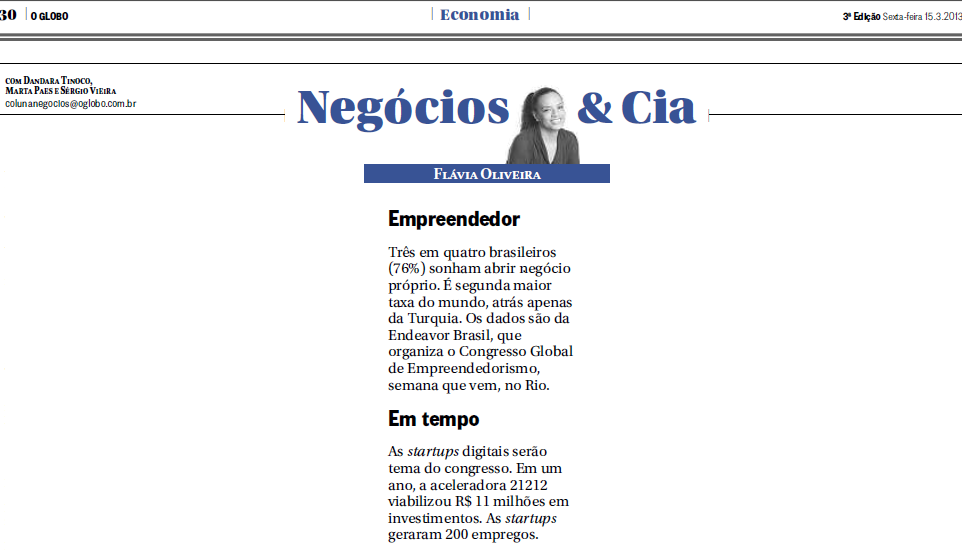 30 | O GLOBO
| Economia |
3ª Edição Sexta-feira 15.3.2013
COM DANDARA TINOCO,
MARTA PAES E SÉRGIO VIEIRA
colunanegocios@oglobo.com.br
Negócios & Cia
FLÁVIA OLIVEIRA
Empreendedor
Três em quatro brasileiros
(76%) sonham abrir negócio
próprio. É segunda maior
taxa do mundo, atrás apenas
da Turquia. Os dados são da
Endeavor Brasil, que
organiza o Congresso Global
de Empreendedorismo,
semana que vem, no Rio.
Em tempo
As startups digitais serão
tema do congresso. Em um
ano, a aceleradora 21212
viabilizou R$ 11 milhões em
investimentos. As startups
geraram 200 empregos.